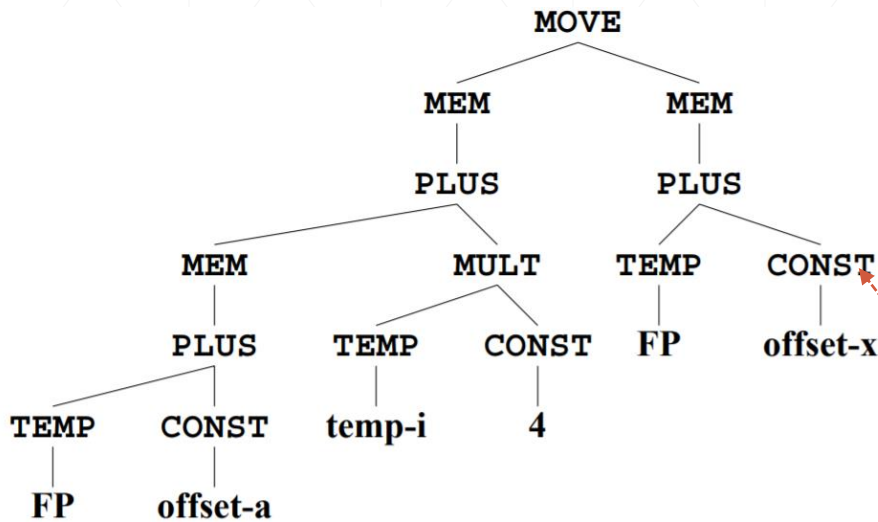 MOVE
MEM MEM
PLUS PLUS
MEM MULT TEMP CONST
PLUS TEMP CONST FP offset-x
TEMP CONST temp-i 4
FP offset-a